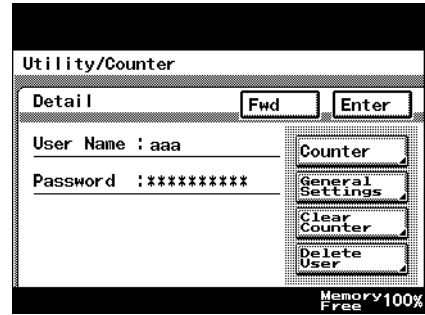 Utility/Counter
Detail
Fwd
Enter
User Name : aaa
Password :**********
Counter
General
Settings
Clear
Counter
Delete
User
Memory
Free 100%